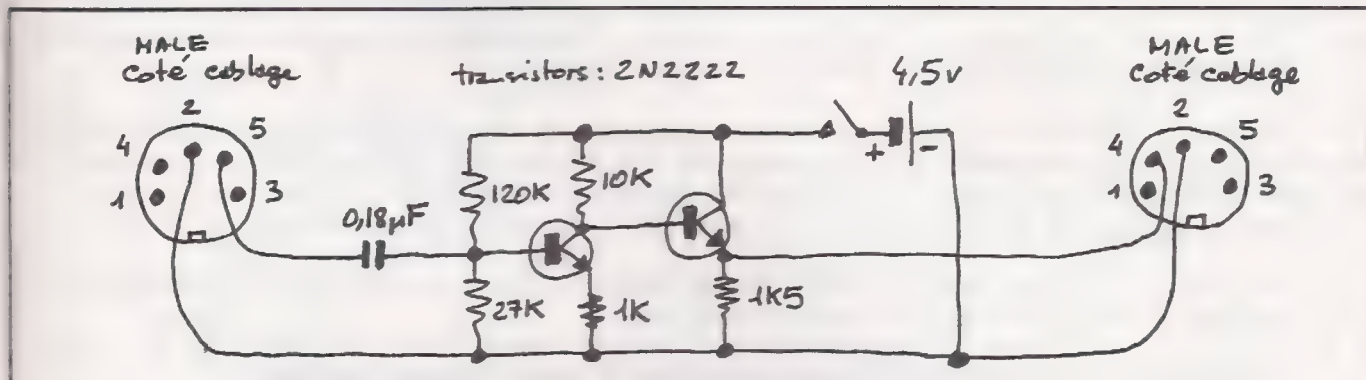 MALE
coté cablage
transistors: 2N2222
4,5v
MALE
coté cablage
2
5
4
1
3
0,18µF
120K
10K
27K
1K
1K5
+
-
2
5
4
1
3